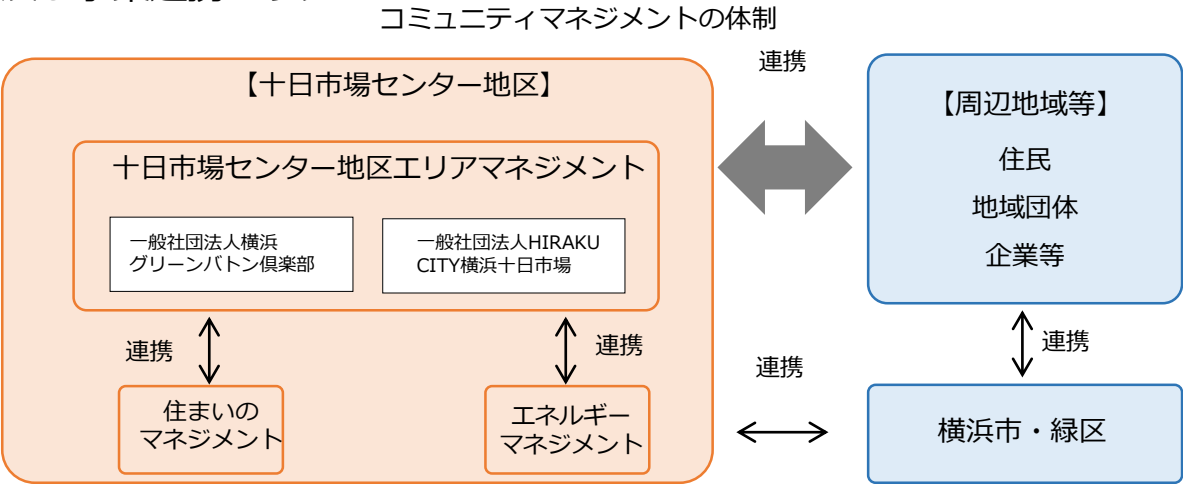 コミュニティマネジメントの体制
連携
【十日市場センター地区】
十日市場センター地区エリアマネジメント
一般社団法人横浜
グリーンバトン倶楽部
一般社団法人HIRAKU
CITY横浜十日市場
連携
連携
住まいの
マネジメント
エネルギー
マネジメント
【周辺地域等】
住民
地域団体
企業等
連携
連携
横浜市・緑区